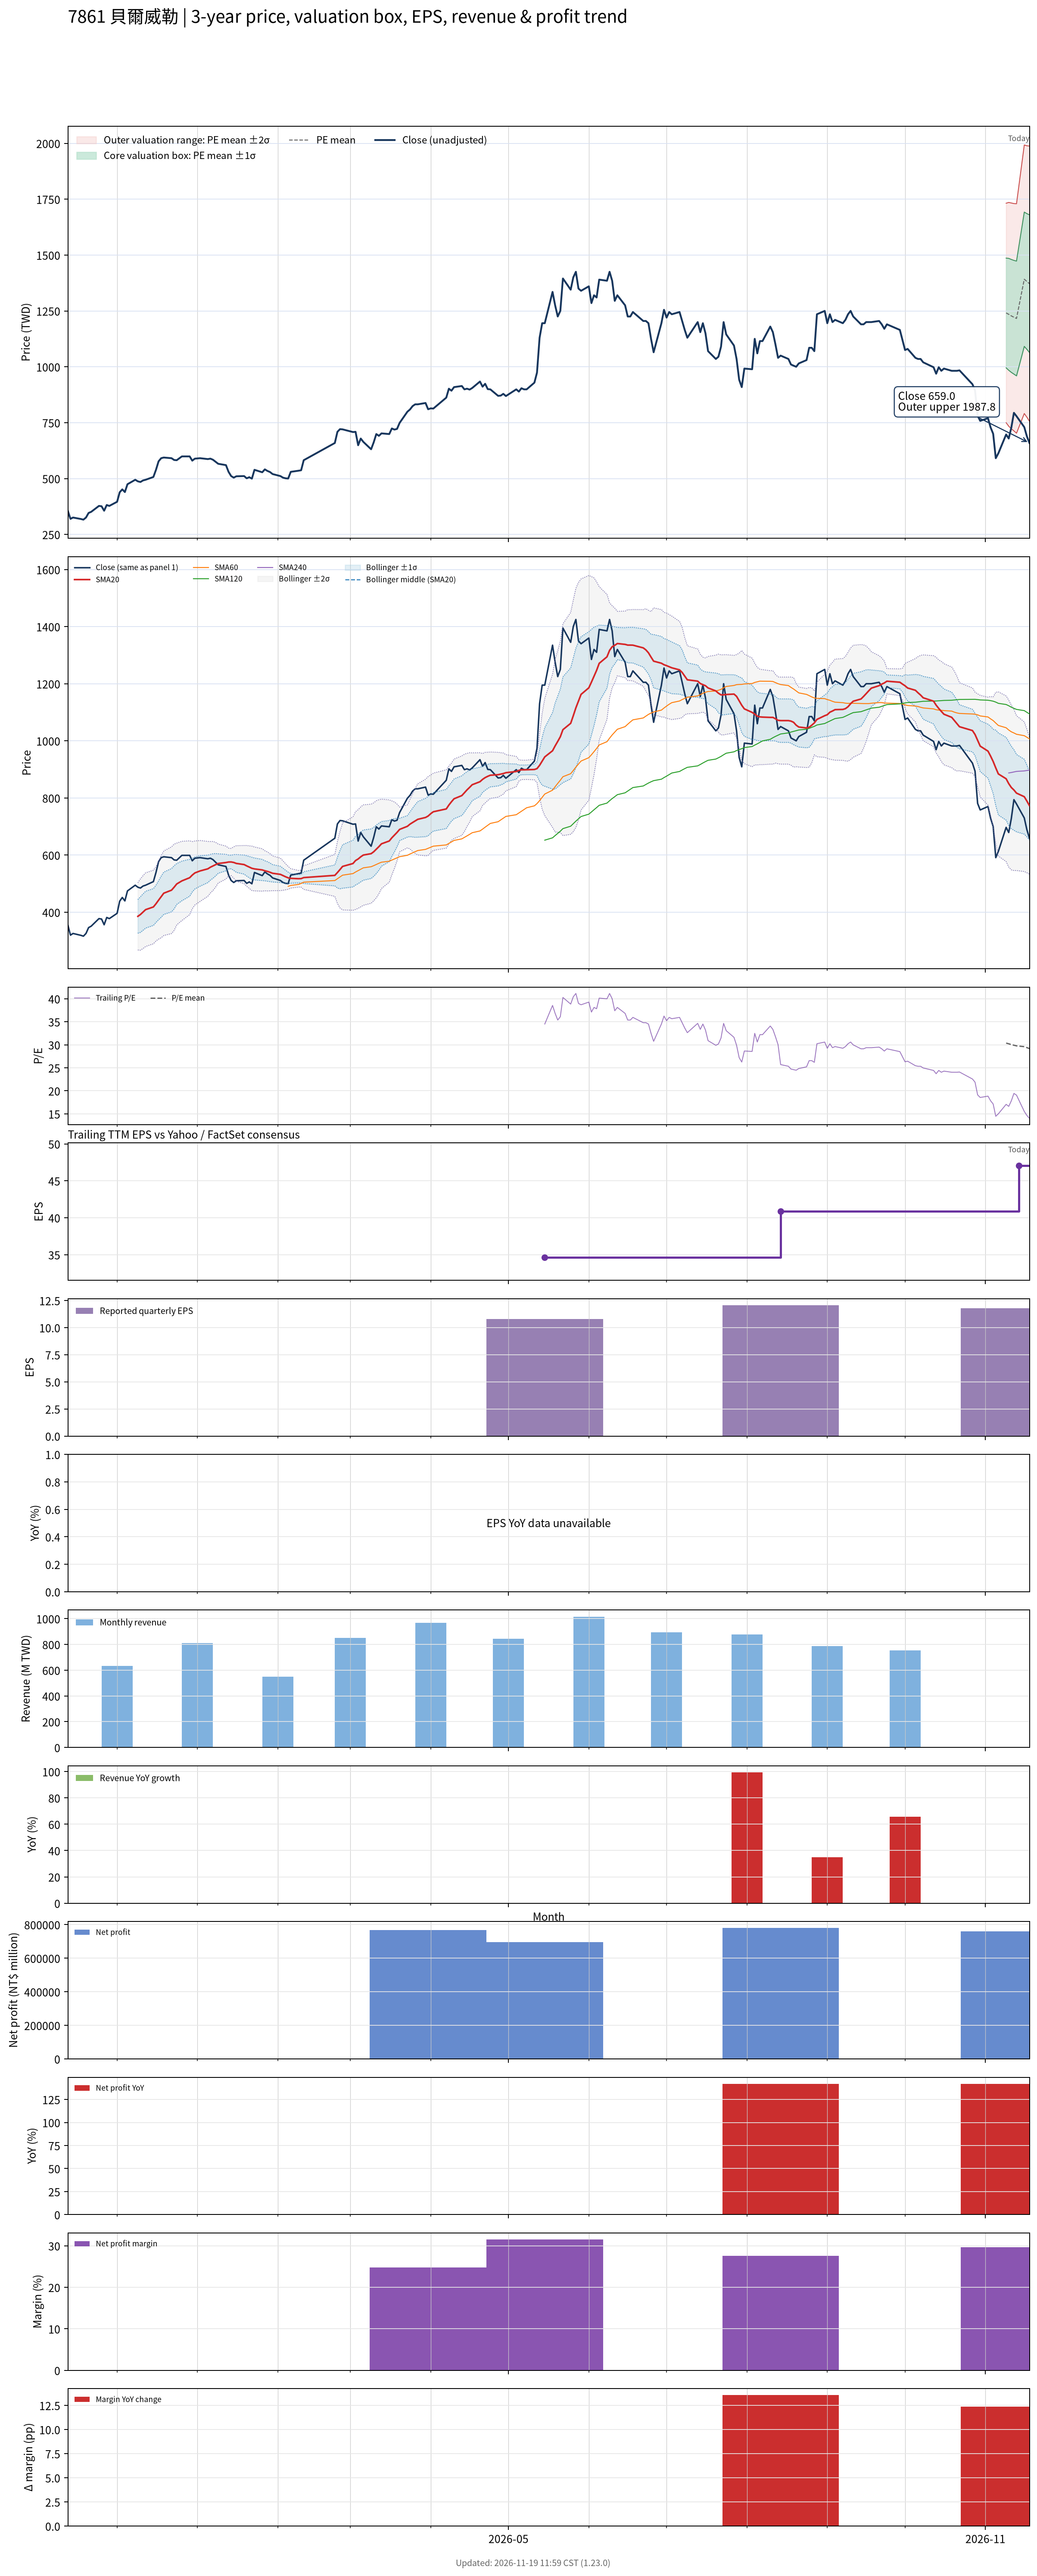 7861 貝爾威勒 | 3-year price, valuation box, EPS, revenue & profit trend
Outer valuation range: PE mean ±2σ
Core valuation box: PE mean ±1σ
PE mean
Close (unadjusted)
Today
Price (TWD)
2000
1750
1500
1250
1000
750
500
250
Close 659.0
Outer upper 1987.8
Close (same as panel 1)
SMA20
SMA60
SMA120
SMA240
Bollinger ±2σ
Bollinger ±1σ
Bollinger middle (SMA20)
Price
1600
1400
1200
1000
800
600
400
Trailing P/E
P/E mean
P/E
40
35
30
25
20
15
Trailing TTM EPS vs Yahoo / FactSet consensus
Today
EPS
50
45
40
35
Reported quarterly EPS
EPS
12.5
10.0
7.5
5.0
2.5
0.0
YoY (%)
1.0
0.8
0.6
0.4
0.2
0.0
EPS YoY data unavailable
Monthly revenue
Revenue (M TWD)
1000
800
600
400
200
0
Revenue YoY growth
YoY (%)
100
80
60
40
20
0
Month
Net profit
Net profit (NT$ million)
800000
600000
400000
200000
0
Net profit YoY
YoY (%)
125
100
75
50
25
0
Net profit margin
Margin (%)
30
20
10
0
Margin YoY change
Δ margin (pp)
12.5
10.0
7.5
5.0
2.5
0.0
2026-05
2026-11
Updated: 2026-11-19 11:59 CST (1.23.0)